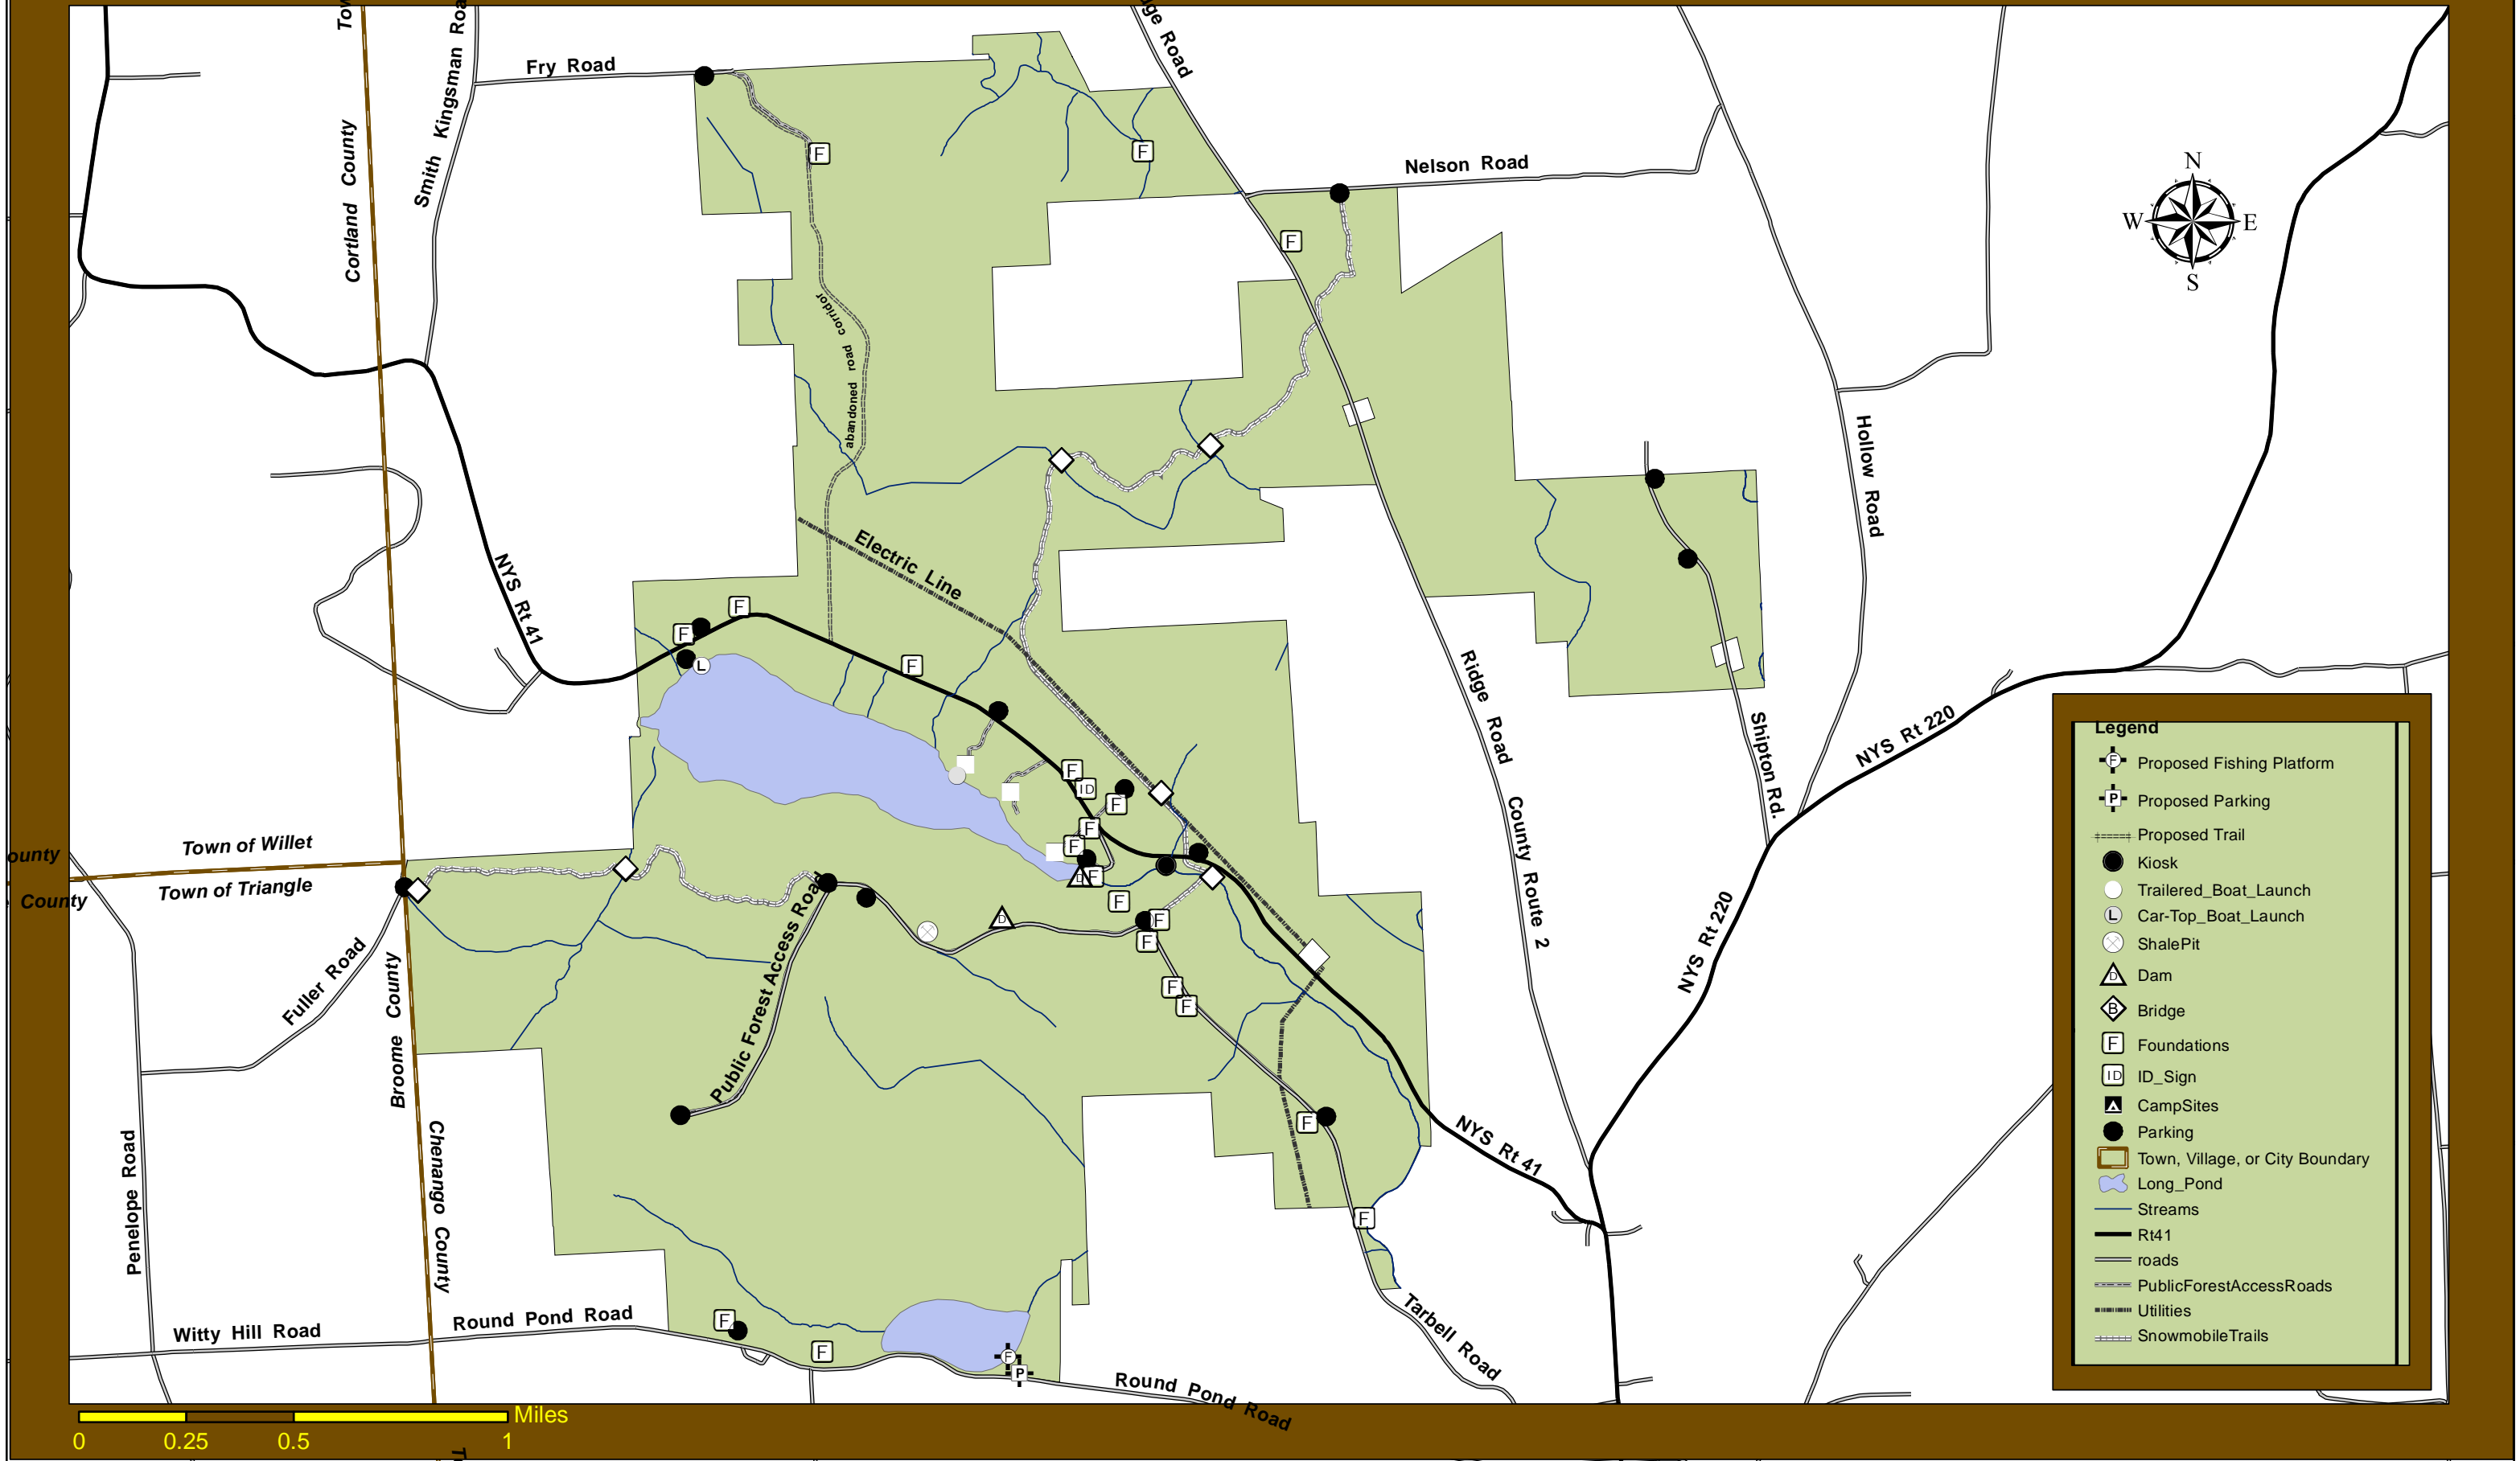 Fry Road
Smith Kingsman
Cortland County
Road
Nelson Road
N
W
E
S
F
F
F
abandoned road corridor
Hollow Road
NYS Rt 41
Electric Line
F
F
L
F
Ridge Road
County Route 2
Shipton Rd.
NYS Rt 220
NYS Rt 220
F
ID
F
F
F
D
F
F
F
F
D
F
F
Town of Willet
Town of Triangle
County
Fuller Road
Public Forest Access Road
Broome County
Chenango County
Penelope Road
F
NYS Rt 41
F
Tarbell Road
Witty Hill Road
Round Pond Road
F
F
F
P
Round Pond Road
Legend
F Proposed Fishing Platform
P Proposed Parking
Proposed Trail
Kiosk
Trailered_Boat_Launch
L Car-Top_Boat_Launch
ShalePit
D Dam
B Bridge
F Foundations
ID ID_Sign
CampSites
Parking
Town, Village, or City Boundary
Long_Pond
Streams
Rt41
roads
PublicForestAccessRoads
Utilities
SnowmobileTrails
Miles
0 0.25 0.5 1